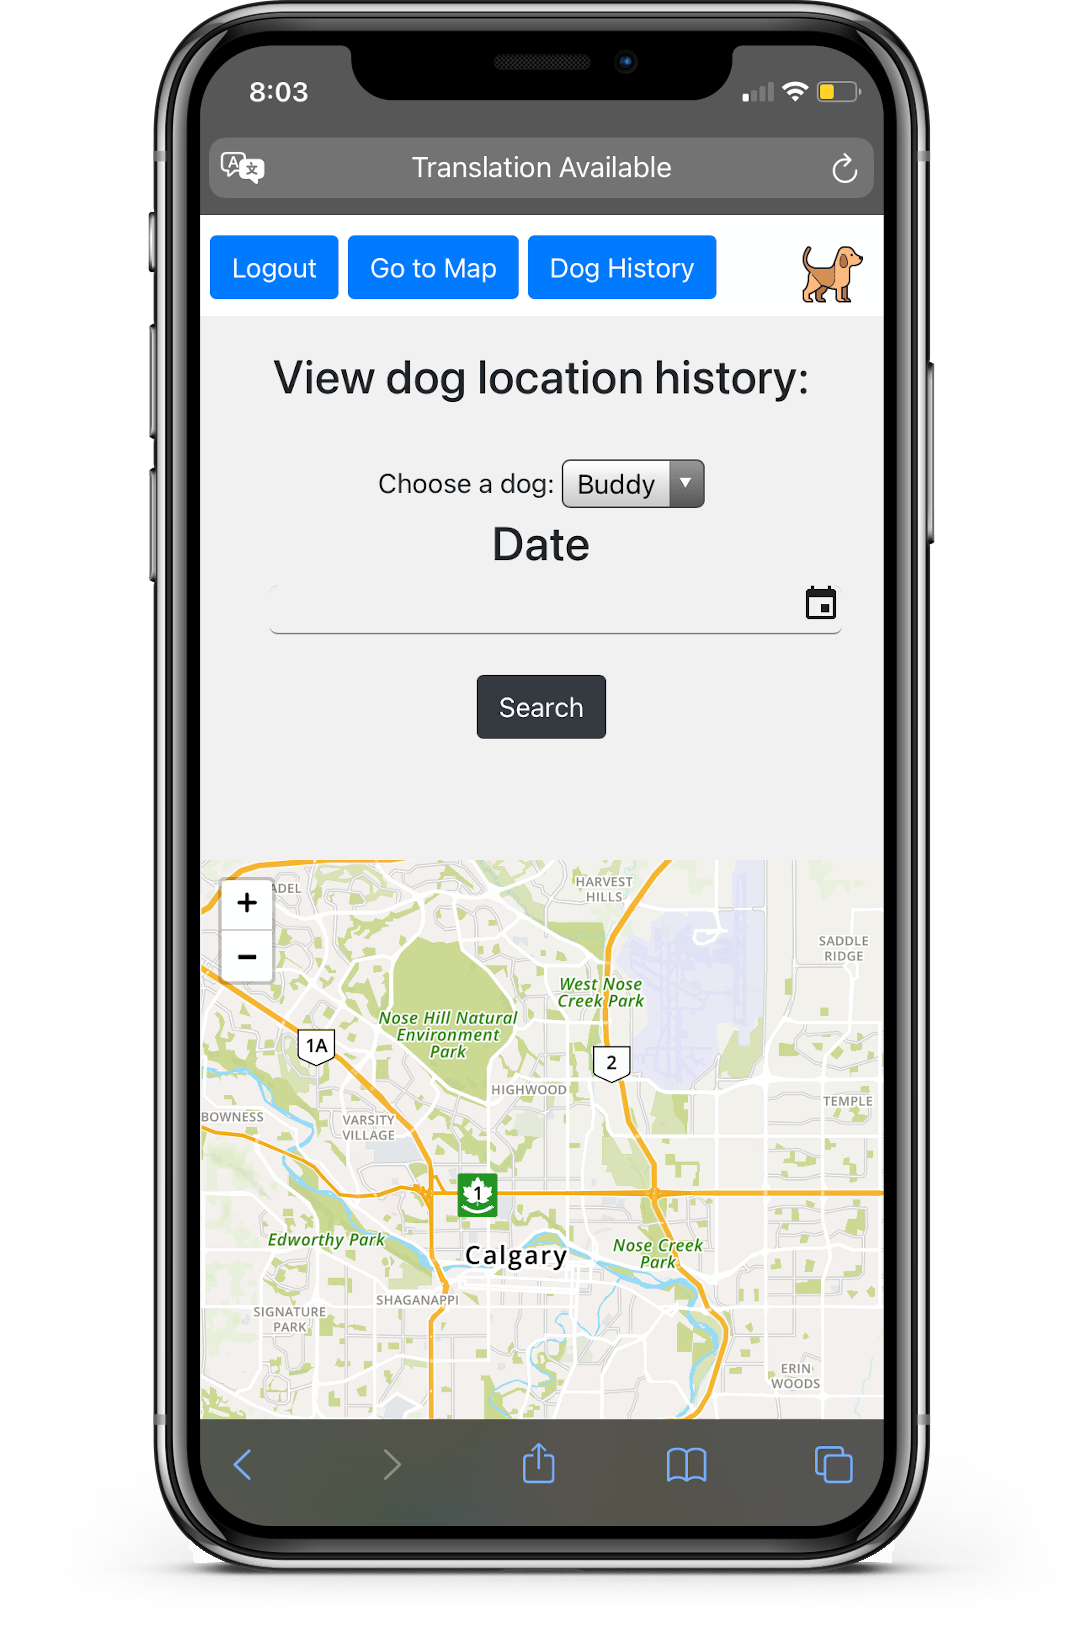 8:03
Translation Available
Logout
Go to Map
Dog History
View dog location history:
Choose a dog: Buddy
Date
Search
+
−
HARVEST
HILLS
SADDLE
RIDGE
West Nose
Creek Park
Nose Hill Natural
Environment
Park
1A
2
HIGHWOOD
TEMPLE
BOWNESS
VARSITY
VILLAGE
1
Edworthy Park
Calgary
Nose Creek
Park
SHAGANAPPI
SIGNATURE
PARK
ERIN
WOODS